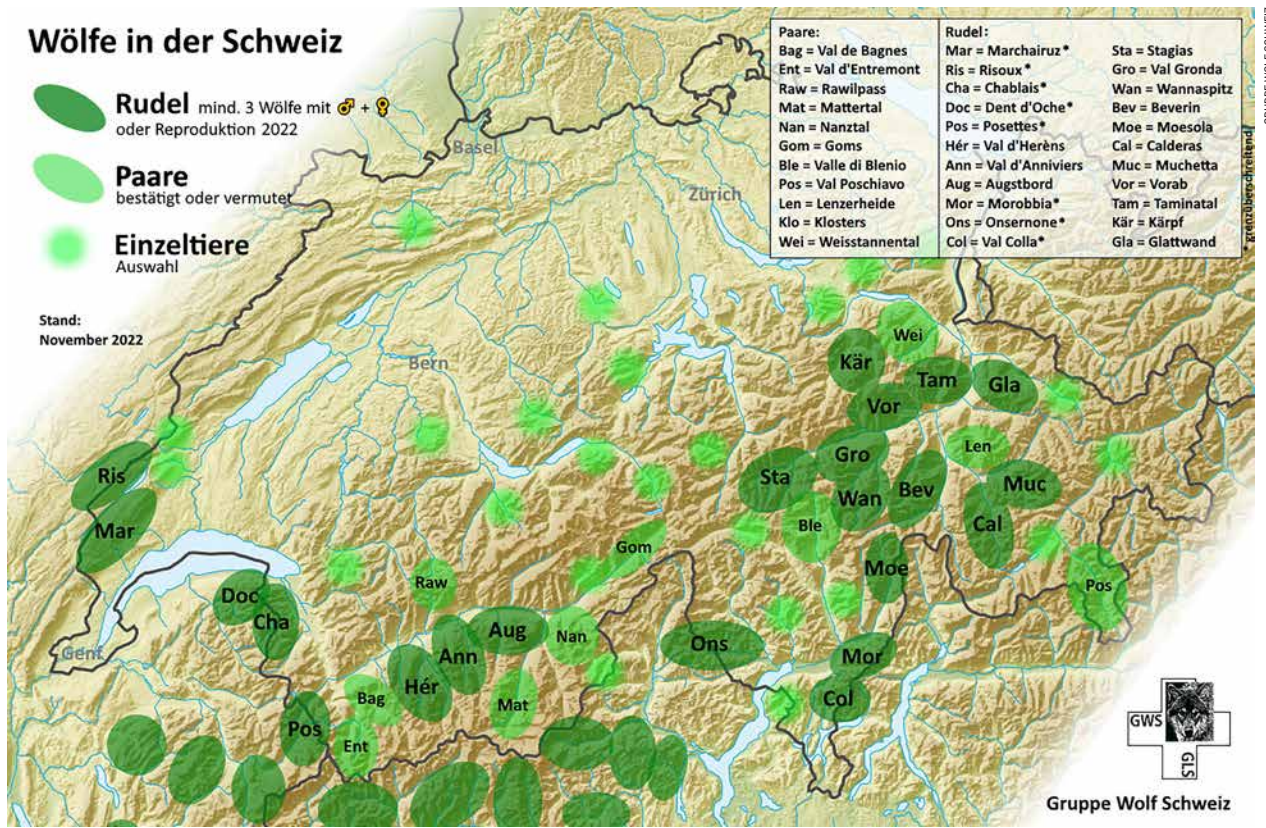 Wölfe in der Schweiz
Rudel mind. 3 Wölfe mit ♂ + ♀
oder Reproduktion 2022
Paare
bestätigt oder vermutet
Einzeltiere
Auswahl
Stand:
November 2022
Paare:
Bag = Val de Bagnes
Ent = Val d'Entremont
Raw = Rawilpass
Mat = Mattertal
Nan = Nanztal
Gom = Goms
Ble = Valle di Blenio
Pos = Val Poschiavo
Len = Lenzerheide
Klo = Klosters
Wei = Weisstannental
Rudel:
Mar = Marchairuz*
Ris = Risoux*
Cha = Chablais*
Doc = Dent d'Oche*
Pos = Posettes*
Hér = Val d'Herèns
Ann = Val d'Anniviers
Aug = Augstbord
Mor = Morobbia*
Ons = Onsernone*
Col = Val Colla*
Sta = Stagias
Gro = Val Gronda
Wan = Wannaspitz
Bev = Beverin
Moe = Moesola
Cal = Calderas
Muc = Muchetta
Vor = Vorab
Tam = Taminatal
Kär = Kärpf
Gla = Glattwand
* grenzüberschreitend
GRUPPE WOLF SCHWEIZ
Basel
Zürich
Bern
Genf
Wei
Kär
Tam
Gla
Vor
Len
Gro
Sta
Wan
Bev
Muc
Ble
Cal
Ris
Mar
Gom
Moe
Pos
Raw
Doc
Cha
Aug
Nan
Ann
Ons
Mor
Hér
Bag
Mat
Col
Pos
Ent
GWS
GLS
Gruppe Wolf Schweiz